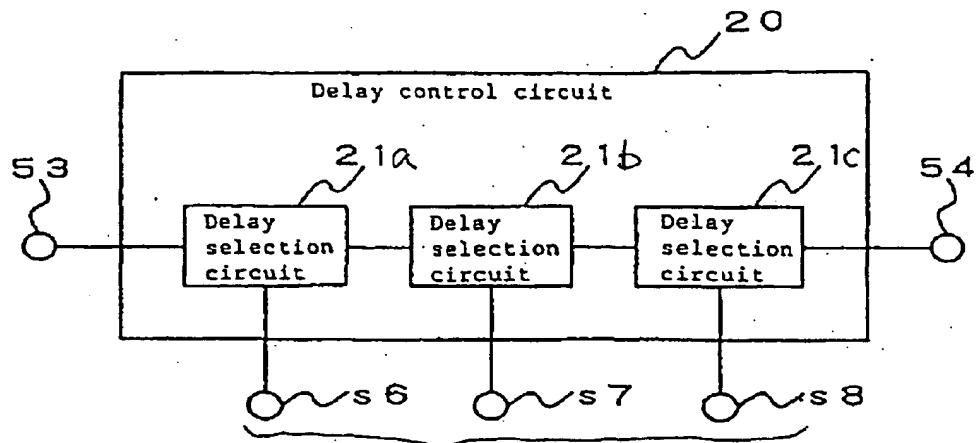 20
Delay control circuit
53
21a
21b
21c
54
Delay
selection
circuit
Delay
selection
circuit
Delay
selection
circuit
s6
s7
s8